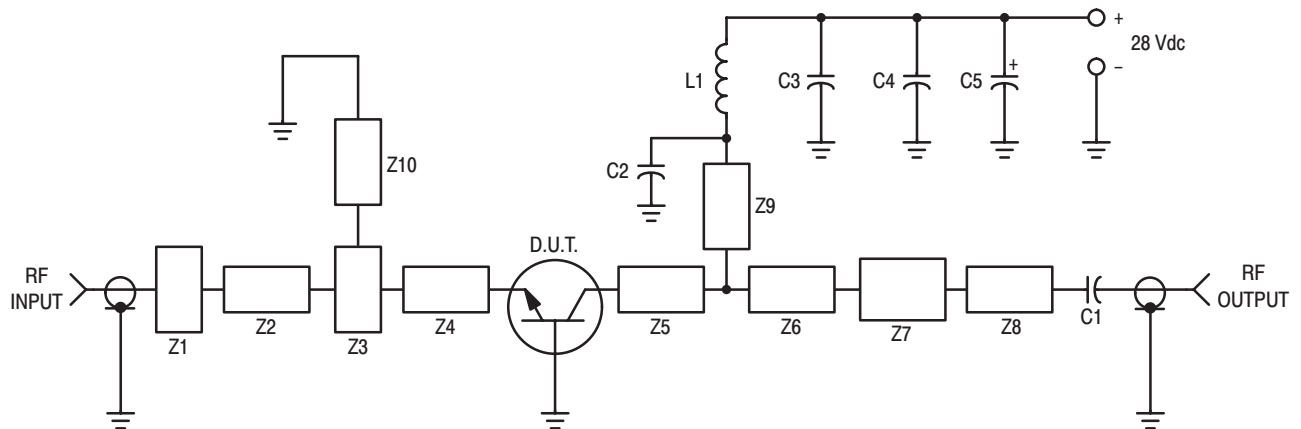 +
28 Vdc
–
L1
C3
C4
C5
+
C2
Z10
Z9
D.U.T.
RF
INPUT
RF
OUTPUT
Z1
Z2
Z3
Z4
Z5
Z6
Z7
Z8
C1